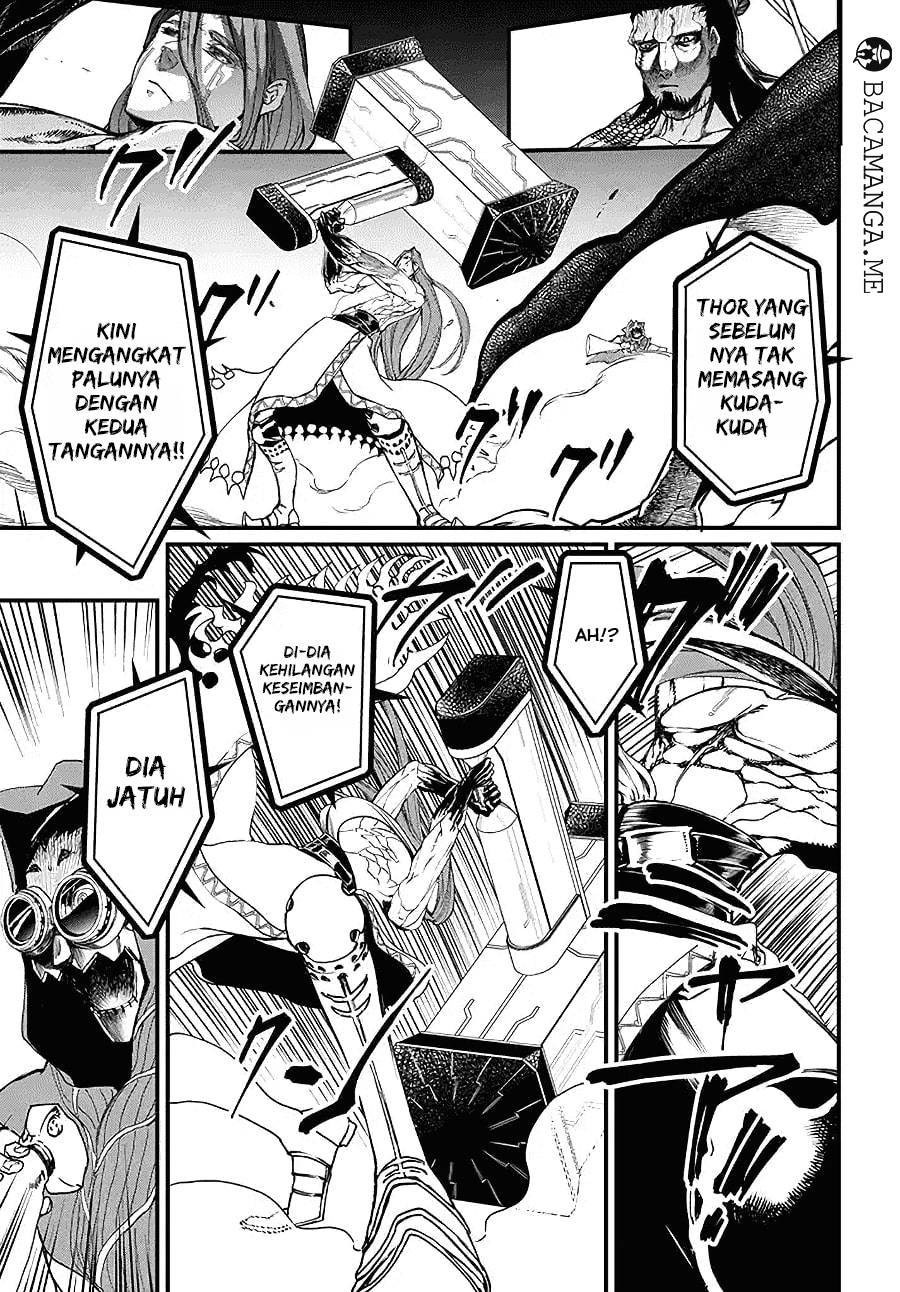 BACAMANGA.ME
THOR YANG
SEBELUM
NYA TAK
MEMASANG
KUDA-
KUDA
KINI
MENGANGKAT
PALUNYA
DENGAN
KEDUA
TANGANNYA!!
AH!?
DI-DIA
KEHILANGAN
KESEIMBAN-
GANNYA!
DIA
JATUH